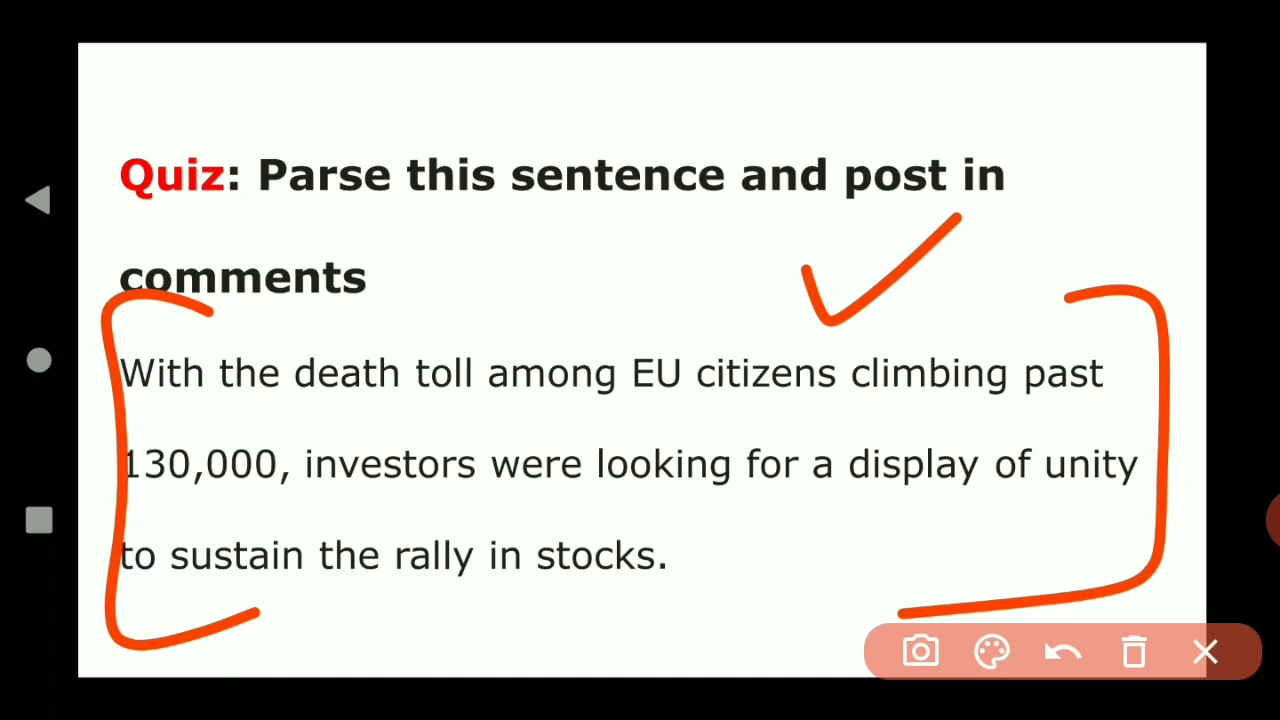 Quiz: Parse this sentence and post in
comments
With the death toll among EU citizens climbing past
130,000, investors were looking for a display of unity
to sustain the rally in stocks.